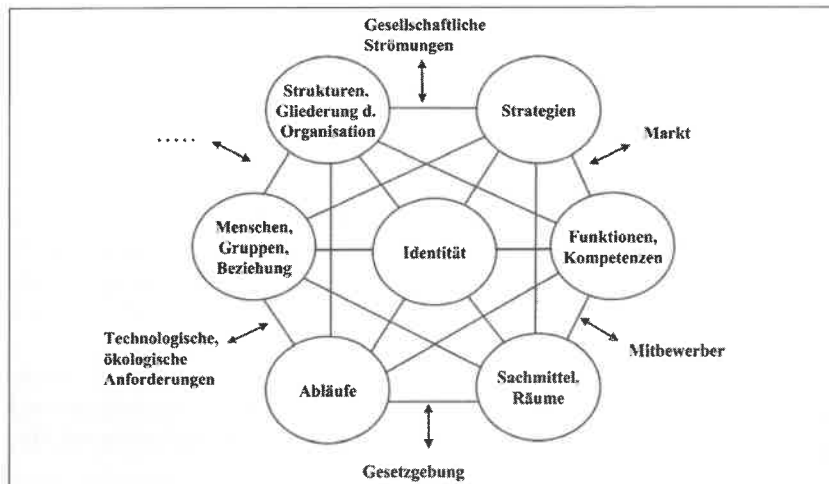 Gesellschaftliche
Strömungen
Strukturen,
Gliederung d.
Organisation
Strategien
.....
Markt
Menschen,
Gruppen,
Beziehung
Identität
Funktionen,
Kompetenzen
Technologische,
ökologische
Anforderungen
Mitbewerber
Abläufe
Sachmittel,
Räume
Gesetzgebung